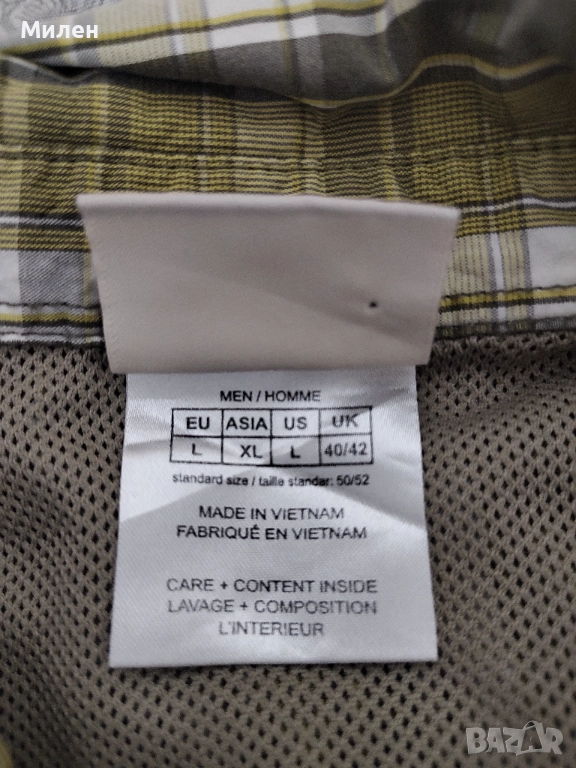 Милен
MEN / HOMME
EU ASIA US UK
L XL L 40/42
standard size / taille standar: 50/52
MADE IN VIETNAM
FABRIQUÉ EN VIETNAM
CARE + CONTENT INSIDE
LAVAGE + COMPOSITION
L'INTERIEUR
BAZAR